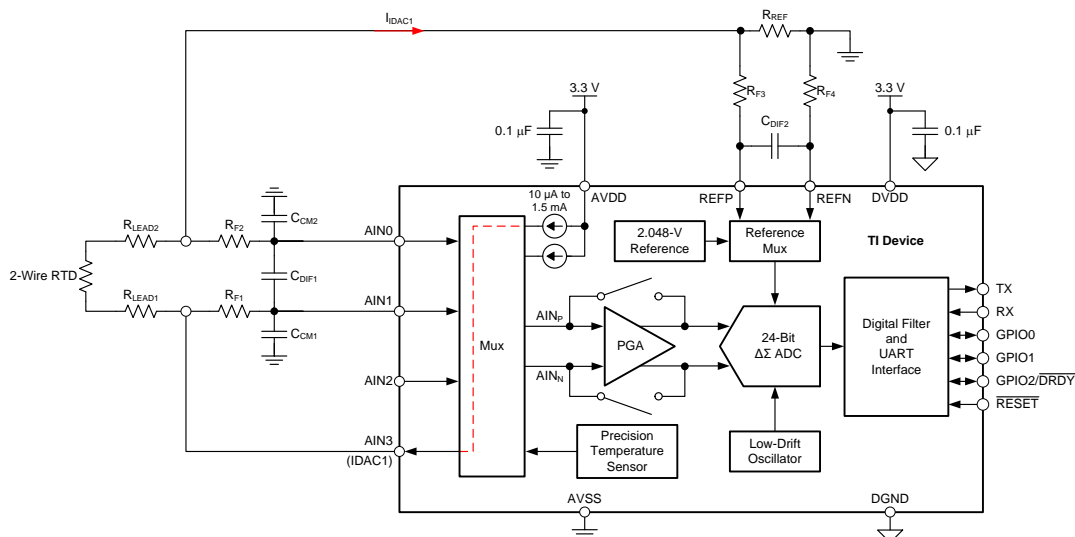 I_IDAC1
R_REF
R_F3
R_F4
3.3 V
3.3 V
0.1 µF
C_DIF2
0.1 µF
10 µA to
1.5 mA
AVDD
REFP
REFN
DVDD
R_LEAD2
R_F2
C_CM2
AIN0
2.048-V
Reference
Reference
Mux
TI Device
2-Wire RTD
C_DIF1
R_LEAD1
R_F1
AIN1
C_CM1
Mux
AIN_P
PGA
AIN_N
24-Bit
ΔΣ ADC
Digital Filter
and
UART
Interface
TX
RX
GPIO0
GPIO1
GPIO2/DRDY
RESET
AIN2
AIN3
(IDAC1)
Precision
Temperature
Sensor
Low-Drift
Oscillator
AVSS
DGND